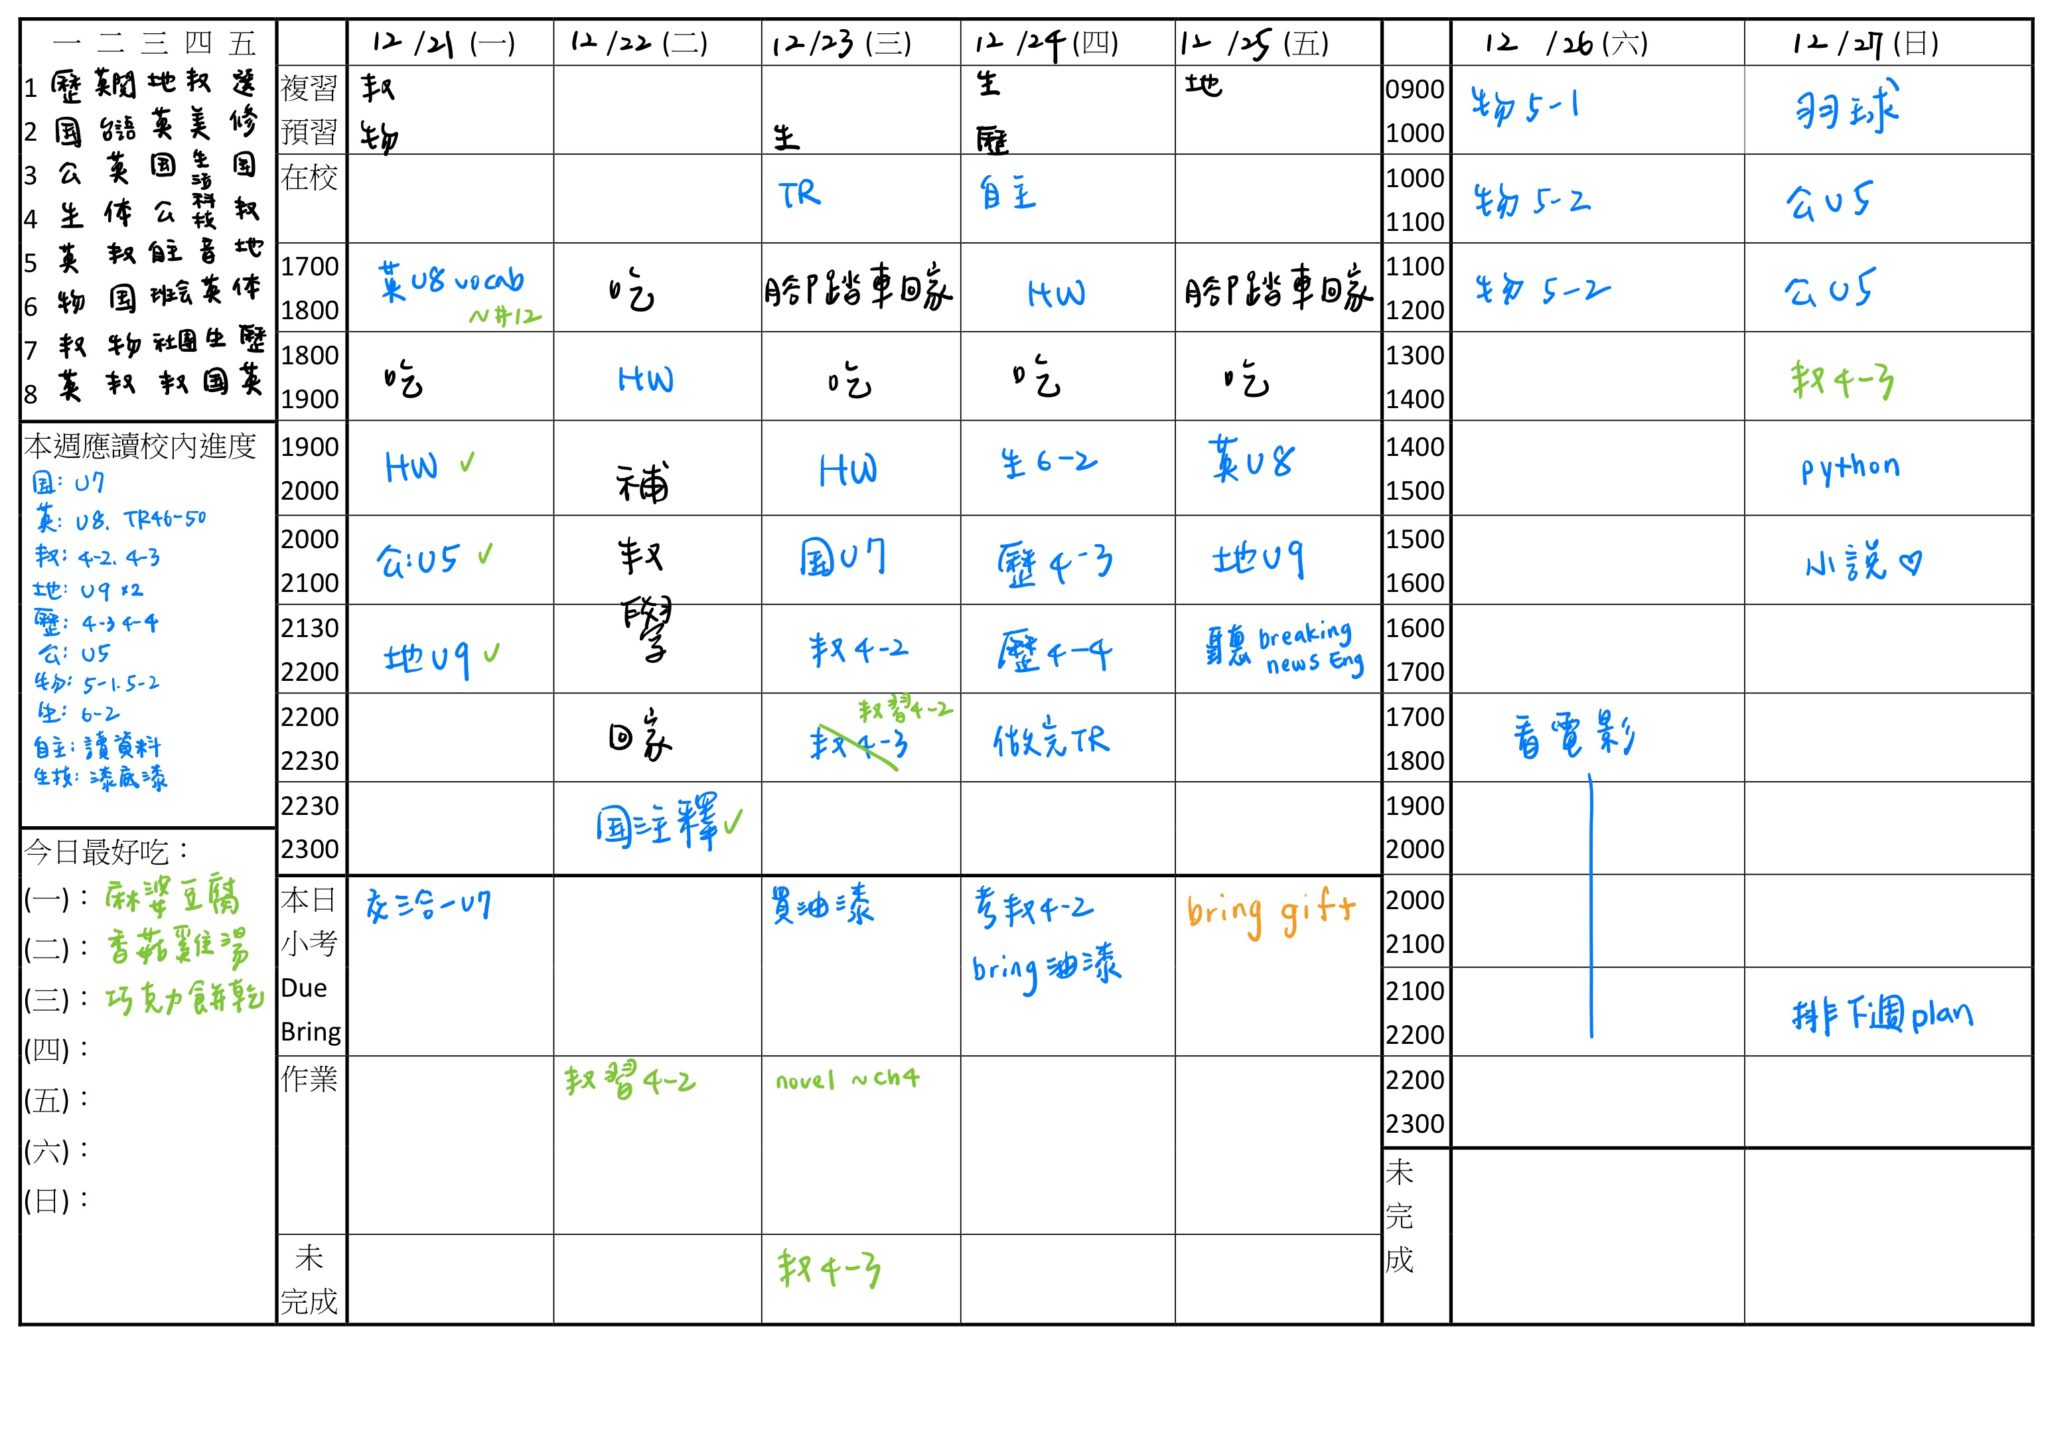 一 二 三 四 五
1 歷 英閱 地 数 選
2 国 台語 英 美 修
3 公 英 国 生活 国
4 生 体 公 科技 数
5 英 数 自主 音 地
6 物 国 班会 英 体
7 数 物 社團 生 歷
8 英 数 数 国 英
本週應讀校內進度
国: U7
英: U8. TR46-50
数: 4-2. 4-3
地: U9 x2
歷: 4-3 4-4
公: U5
物: 5-1. 5-2
生: 6-2
自主: 讀資料
生技: 漆底漆
今日最好吃：
(一)：麻婆豆腐
(二)：香菇雞湯
(三)：巧克力餅乾
(四)：
(五)：
(六)：
(日)：
12/21(一) 12/22(二) 12/23(三) 12/24(四) 12/25(五)
複習 数 生 地
預習 物 生 歷
在校 TR 自主
1700
1800
英U8 vocab
~#12
吃
腳踏車回家
HW
腳踏車回家
1800
1900
吃 HW 吃 吃 吃
1900
2000
HW ✓
補
HW
生6-2
英U8
2000
2100
公:U5 ✓
数
国U7
歷4-3
地U9
2130
2200
地U9 ✓
學
数4-2
歷4-4
聽 breaking
news Eng
2200
2230
回家
数習4-2
数4-3
做完TR
2230
2300
国注釋 ✓
本日
小考
Due
Bring
交三合一U7
買油漆
考数4-2
bring 油漆
bring gift
作業
数習4-2
novel ~ch4
未
完成
数4-3
12/26(六) 12/27(日)
0900
1000
物5-1 羽球
1000
1100
物5-2 公U5
1100
1200
物5-2 公U5
1300
1400
数4-3
1400
1500
python
1500
1600
小說♡
1600
1700
1700
1800
看電影
1900
2000
2000
2100
2100
2200
排下週plan
2200
2300
未
完
成